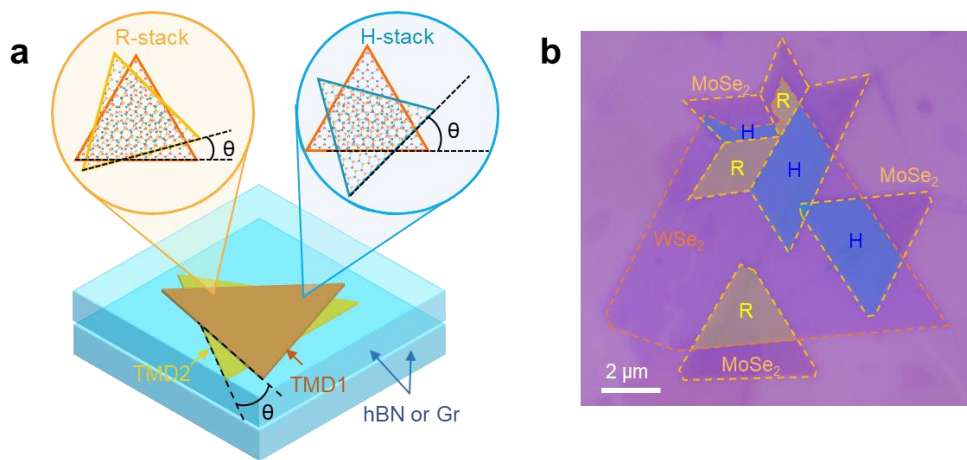 a
R-stack
H-stack
θ
θ
TMD2
TMD1
θ
hBN or Gr
b
MoSe₂
R
H
R
H
MoSe₂
WSe₂
H
R
2 µm
MoSe₂